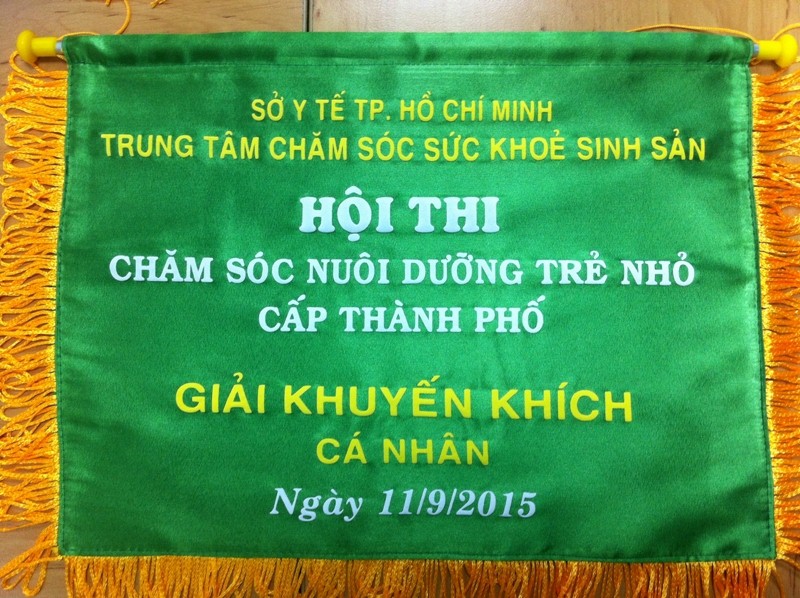 SỞ Y TẾ TP. HỒ CHÍ MINH
TRUNG TÂM CHĂM SÓC SỨC KHOẺ SINH SẢN
HỘI THI
CHĂM SÓC NUÔI DƯỠNG TRẺ NHỎ
CẤP THÀNH PHỐ
GIẢI KHUYẾN KHÍCH
CÁ NHÂN
Ngày 11/9/2015